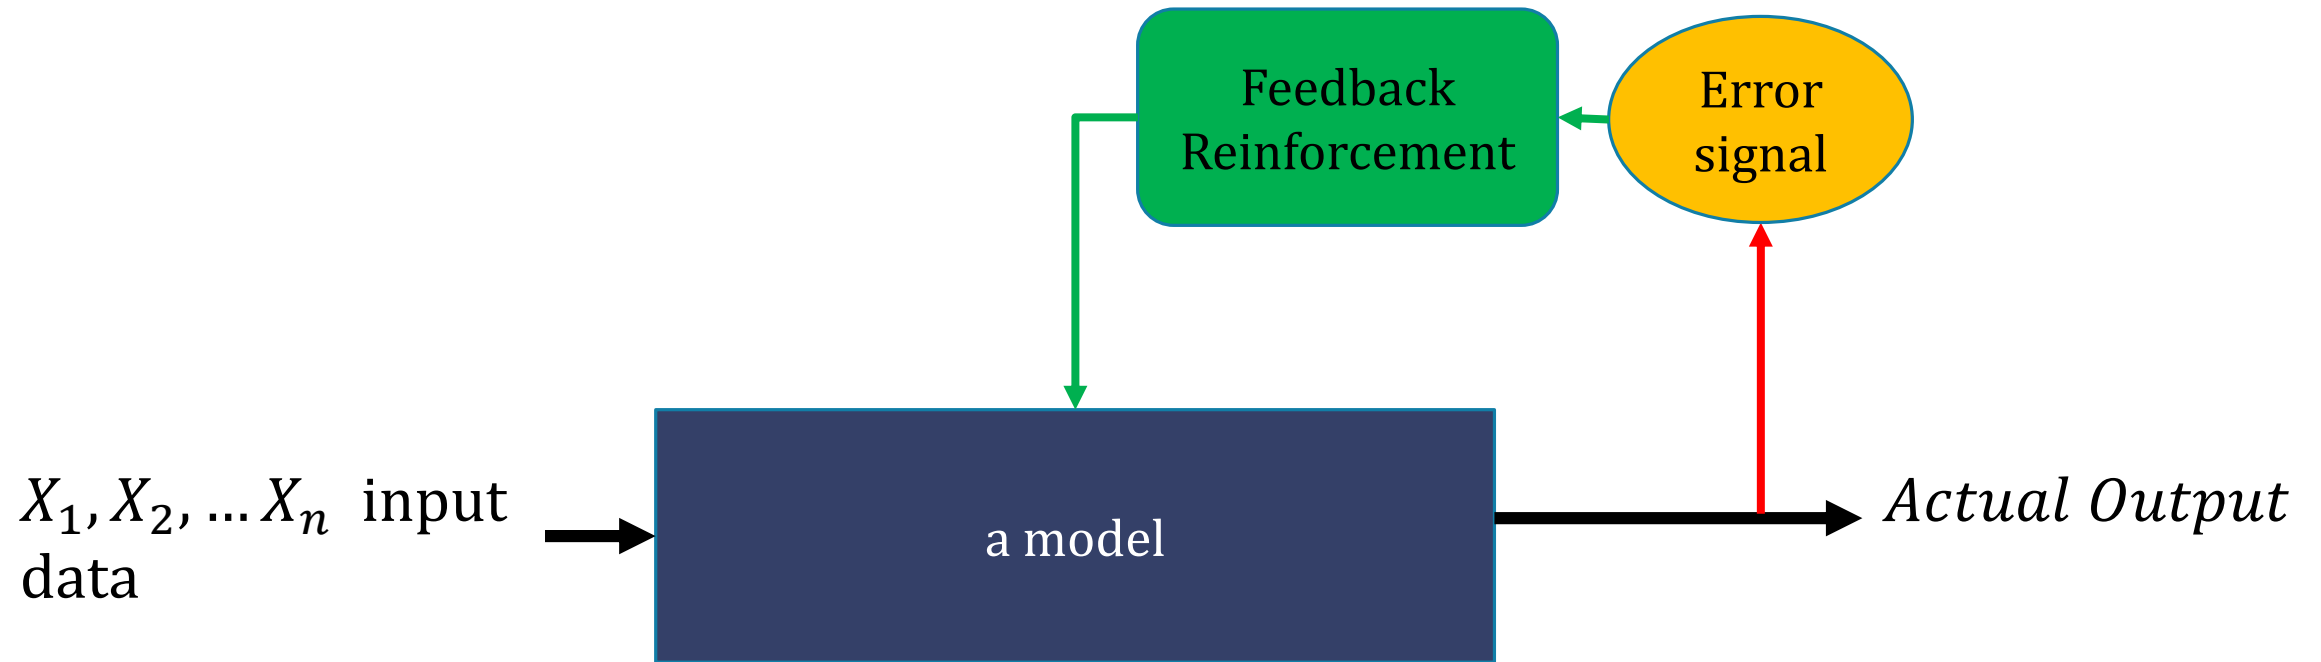 Feedback
Reinforcement
Error
signal
X₁, X₂, … Xₙ input
data
a model
Actual Output